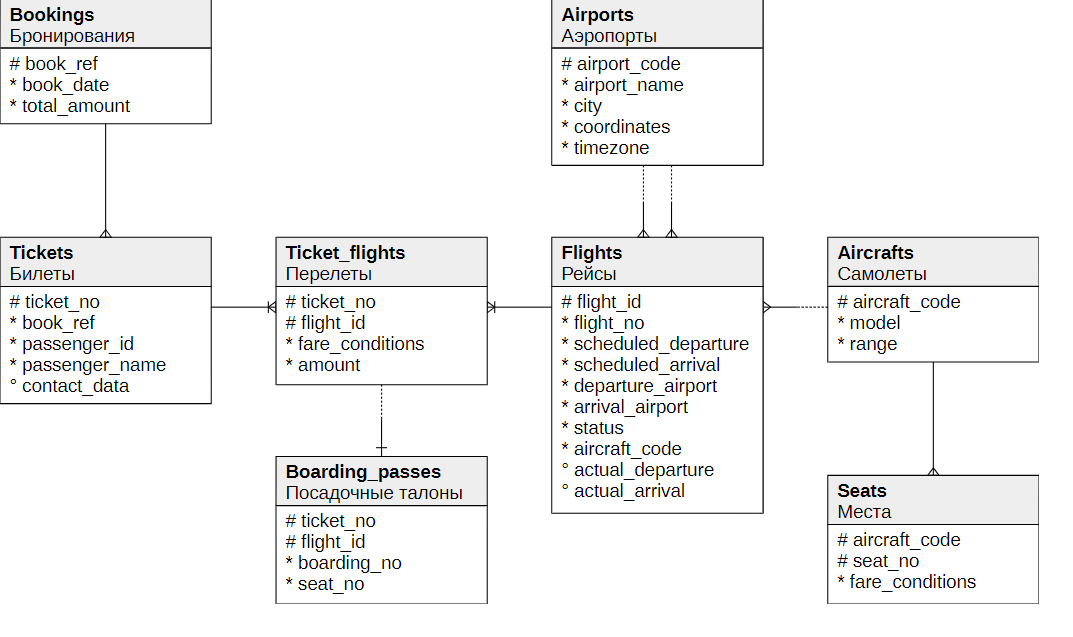 Bookings
Бронирования
# book_ref
* book_date
* total_amount
Airports
Аэропорты
# airport_code
* airport_name
* city
* coordinates
* timezone
Tickets
Билеты
# ticket_no
* book_ref
* passenger_id
* passenger_name
° contact_data
Ticket_flights
Перелеты
# ticket_no
# flight_id
* fare_conditions
* amount
Flights
Рейсы
# flight_id
* flight_no
* scheduled_departure
* scheduled_arrival
* departure_airport
* arrival_airport
* status
* aircraft_code
° actual_departure
° actual_arrival
Aircrafts
Самолеты
# aircraft_code
* model
* range
Boarding_passes
Посадочные талоны
# ticket_no
# flight_id
* boarding_no
* seat_no
Seats
Места
# aircraft_code
# seat_no
* fare_conditions